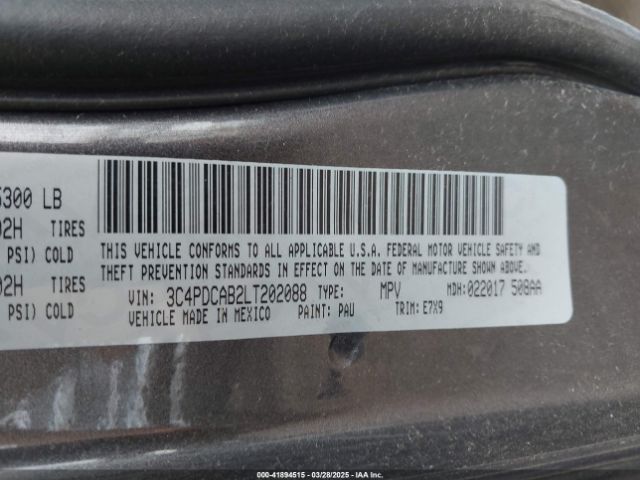 5300 LB
02H TIRES
PSI) COLD
02H TIRES
PSI) COLD
THIS VEHICLE CONFORMS TO ALL APPLICABLE U.S.A. FEDERAL MOTOR VEHICLE SAFETY AND
THEFT PREVENTION STANDARDS IN EFFECT ON THE DATE OF MANUFACTURE SHOWN ABOVE.
VIN: 3C4PDCAB2LT202088 TYPE: MPV MDH:022017 508AA
VEHICLE MADE IN MEXICO PAINT: PAU TRIM: E7X9
000-41894515 | 03/28/2025 | IAA Inc.